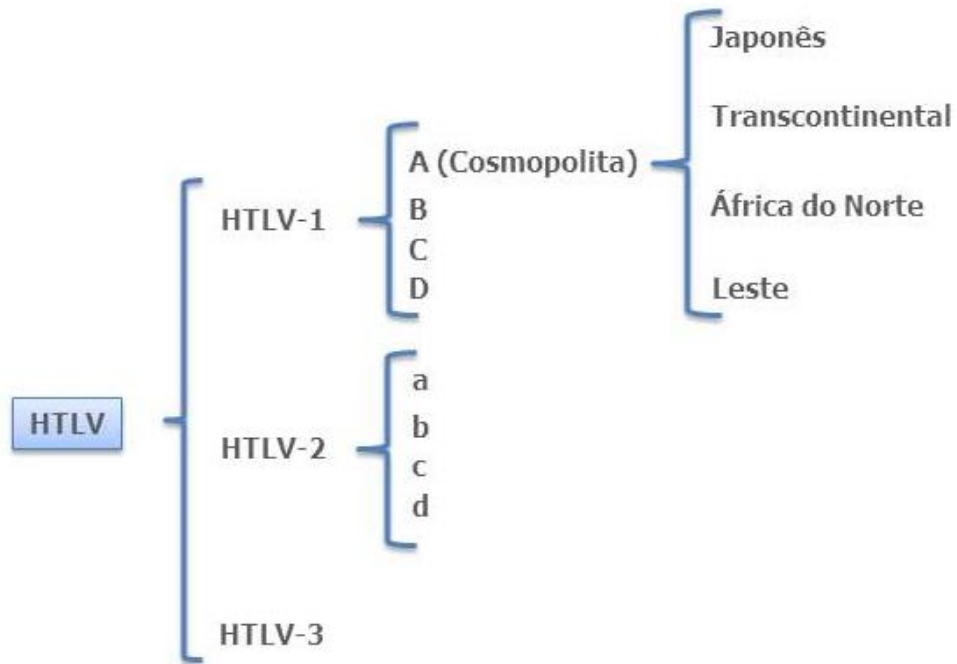 HTLV
HTLV-1
A (Cosmopolita)
B
C
D
Japonês
Transcontinental
África do Norte
Leste
HTLV-2
a
b
c
d
HTLV-3